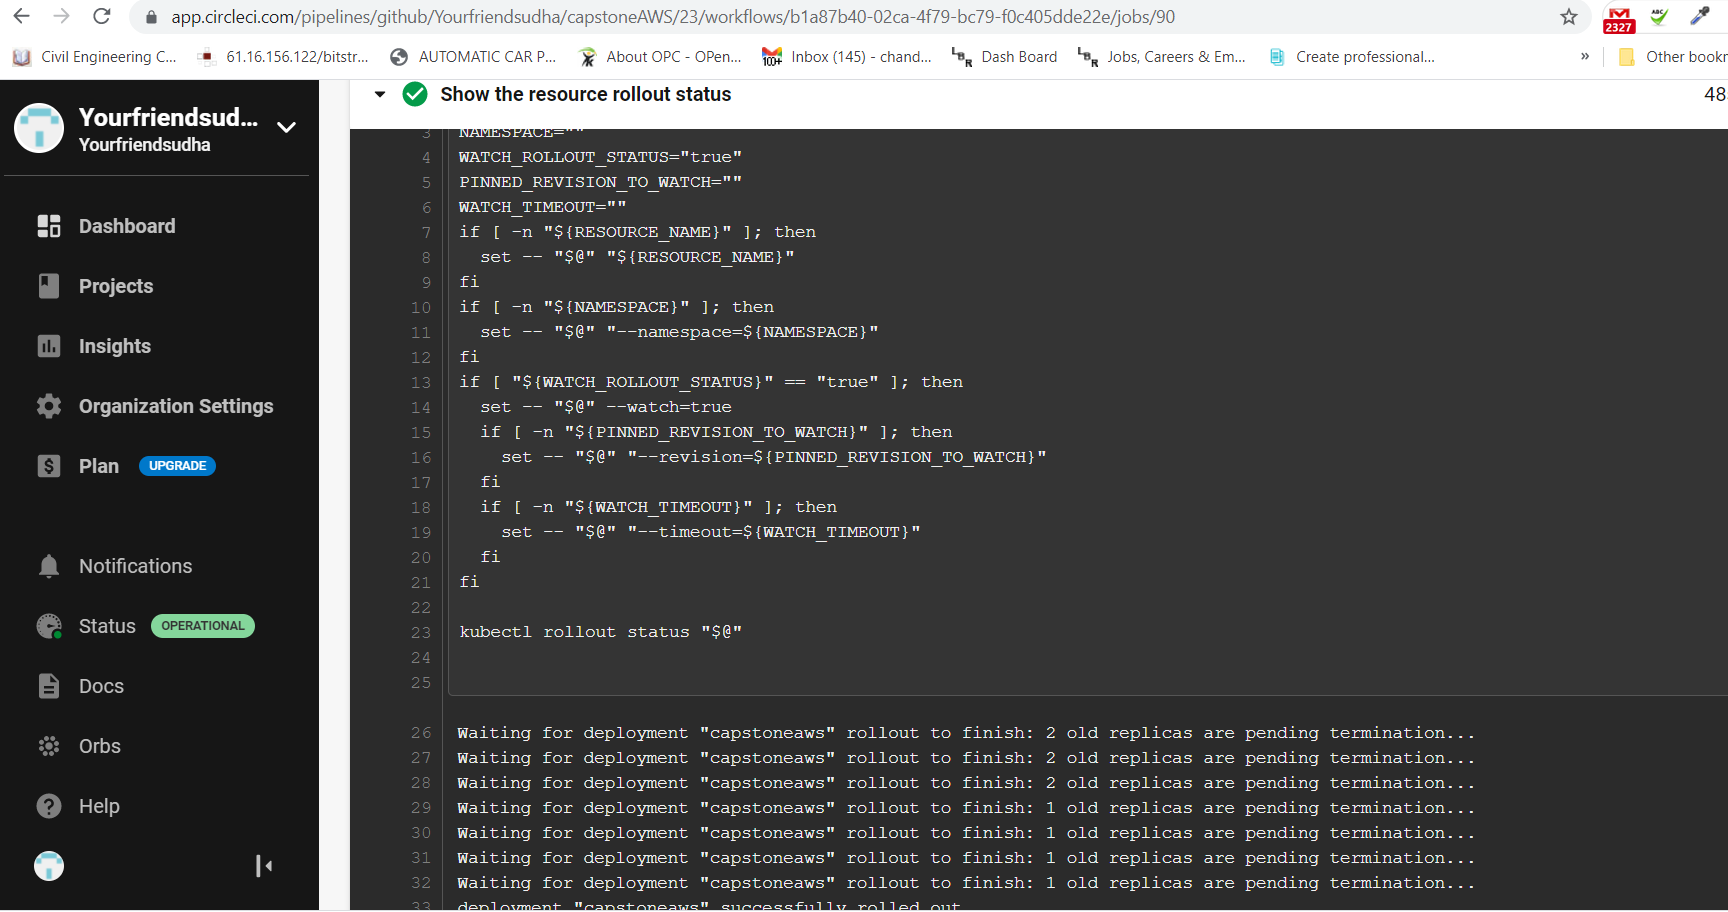 app.circleci.com/pipelines/github/Yourfriendsudha/capstoneAWS/23/workflows/b1a87b40-02ca-4f79-bc79-f0c405dde22e/jobs/90
2327
ABC
Civil Engineering C...
61.16.156.122/bitstr...
AUTOMATIC CAR P...
About OPC - OPen...
100+
Inbox (145) - chand...
LBR
Dash Board
LBR
Jobs, Careers & Em...
Create professional...
»
Other bookr
Yourfriendsud...
Yourfriendsudha
Dashboard
Projects
Insights
Organization Settings
Plan UPGRADE
Notifications
Status OPERATIONAL
Docs
Orbs
Help
Show the resource rollout status
48
3 NAMESPACE=""
4 WATCH_ROLLOUT_STATUS="true"
5 PINNED_REVISION_TO_WATCH=""
6 WATCH_TIMEOUT=""
7 if [ -n "${RESOURCE_NAME}" ]; then
8   set -- "$@" "${RESOURCE_NAME}"
9 fi
10 if [ -n "${NAMESPACE}" ]; then
11   set -- "$@" "--namespace=${NAMESPACE}"
12 fi
13 if [ "${WATCH_ROLLOUT_STATUS}" == "true" ]; then
14   set -- "$@" --watch=true
15   if [ -n "${PINNED_REVISION_TO_WATCH}" ]; then
16     set -- "$@" "--revision=${PINNED_REVISION_TO_WATCH}"
17   fi
18   if [ -n "${WATCH_TIMEOUT}" ]; then
19     set -- "$@" "--timeout=${WATCH_TIMEOUT}"
20   fi
21 fi
22
23 kubectl rollout status "$@"
24
25
26 Waiting for deployment "capstoneaws" rollout to finish: 2 old replicas are pending termination...
27 Waiting for deployment "capstoneaws" rollout to finish: 2 old replicas are pending termination...
28 Waiting for deployment "capstoneaws" rollout to finish: 2 old replicas are pending termination...
29 Waiting for deployment "capstoneaws" rollout to finish: 1 old replicas are pending termination...
30 Waiting for deployment "capstoneaws" rollout to finish: 1 old replicas are pending termination...
31 Waiting for deployment "capstoneaws" rollout to finish: 1 old replicas are pending termination...
32 Waiting for deployment "capstoneaws" rollout to finish: 1 old replicas are pending termination...
33 deployment "capstoneaws" successfully rolled out